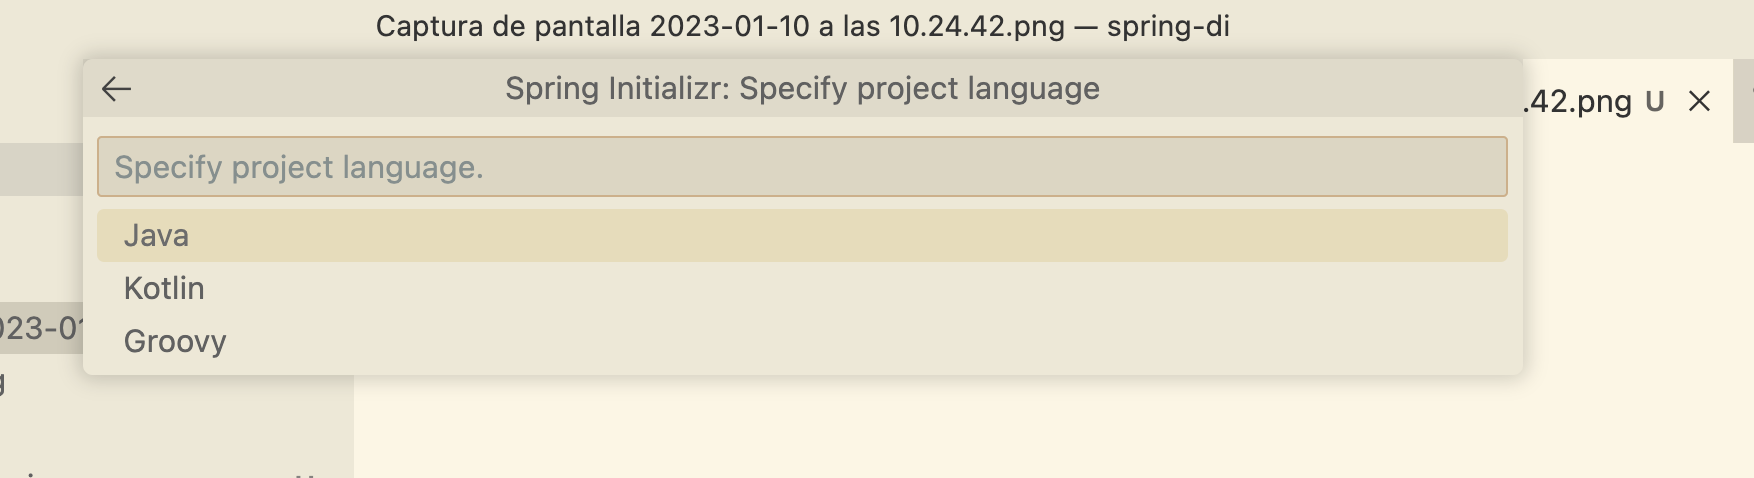 Captura de pantalla 2023-01-10 a las 10.24.42.png — spring-di
Spring Initializr: Specify project language
.42.png U
Specify project language.
Java
Kotlin
023-01
Groovy
g